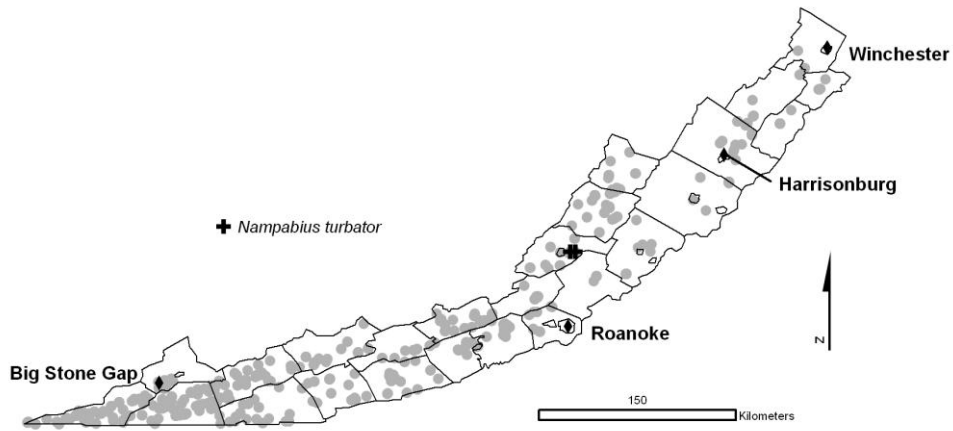 Winchester
Harrisonburg
Nampabius turbator
Roanoke
N
Big Stone Gap
150
Kilometers